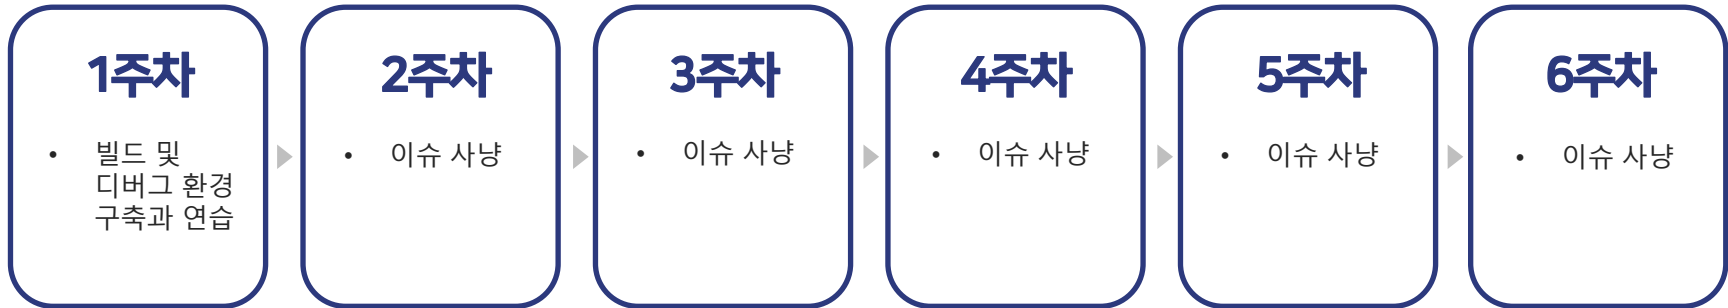 1주차
• 빌드 및
디버그 환경
구축과 연습
2주차
• 이슈 사냥
3주차
• 이슈 사냥
4주차
• 이슈 사냥
5주차
• 이슈 사냥
6주차
• 이슈 사냥